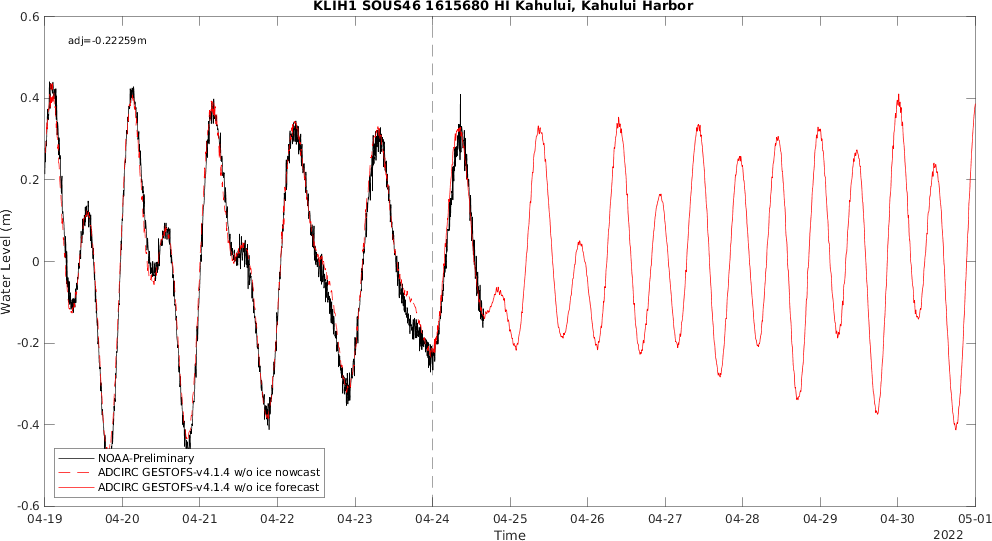 KLIH1 SOUS46 1615680 HI Kahului, Kahului Harbor
adj=-0.22259m
0.6
0.4
0.2
0
-0.2
-0.4
-0.6
Water Level (m)
NOAA-Preliminary
ADCIRC GESTOFS-v4.1.4 w/o ice nowcast
ADCIRC GESTOFS-v4.1.4 w/o ice forecast
04-19 04-20 04-21 04-22 04-23 04-24 04-25 04-26 04-27 04-28 04-29 04-30 05-01
Time
2022